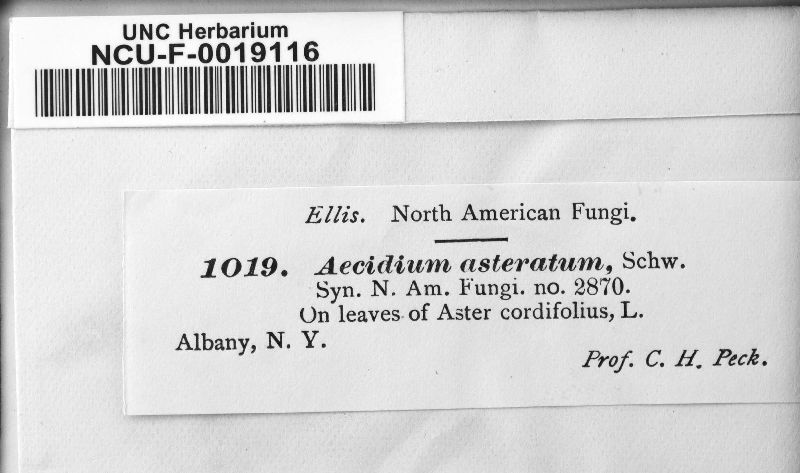 UNC Herbarium
NCU-F-0019116
Ellis. North American Fungi.
1019. Aecidium asteratum, Schw.
Syn. N. Am. Fungi. no. 2870.
On leaves of Aster cordifolius, L.
Albany, N. Y.
Prof. C. H. Peck.